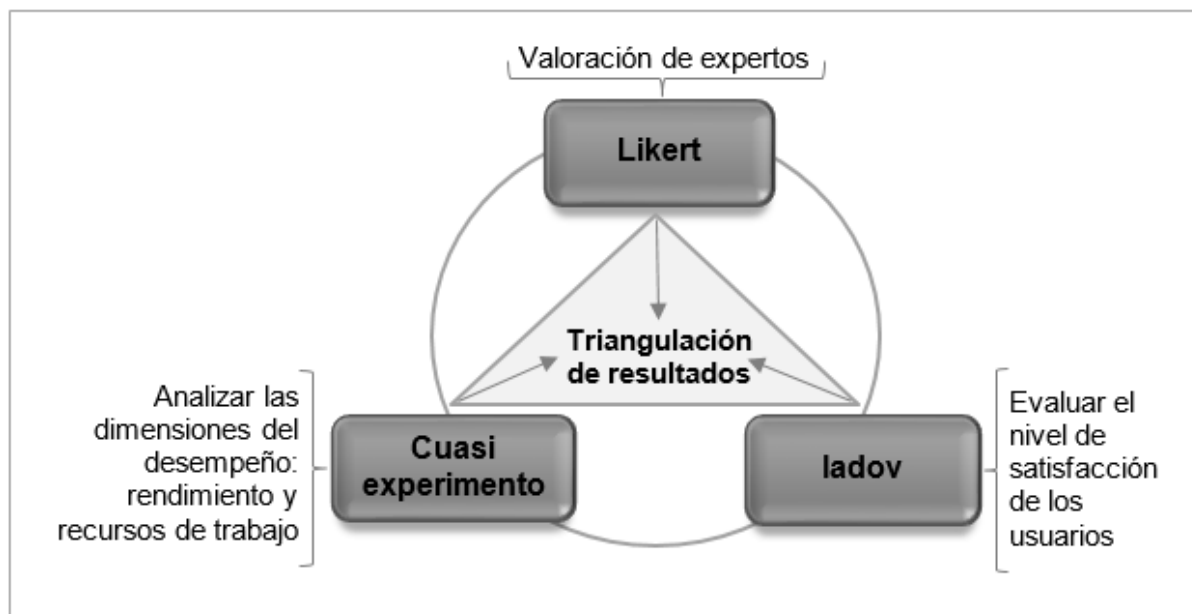 Valoración de expertos
Likert
Triangulación
de resultados
Analizar las
dimensiones del
desempeño:
rendimiento y
recursos de trabajo
Cuasi
experimento
Iadov
Evaluar el
nivel de
satisfacción
de los
usuarios